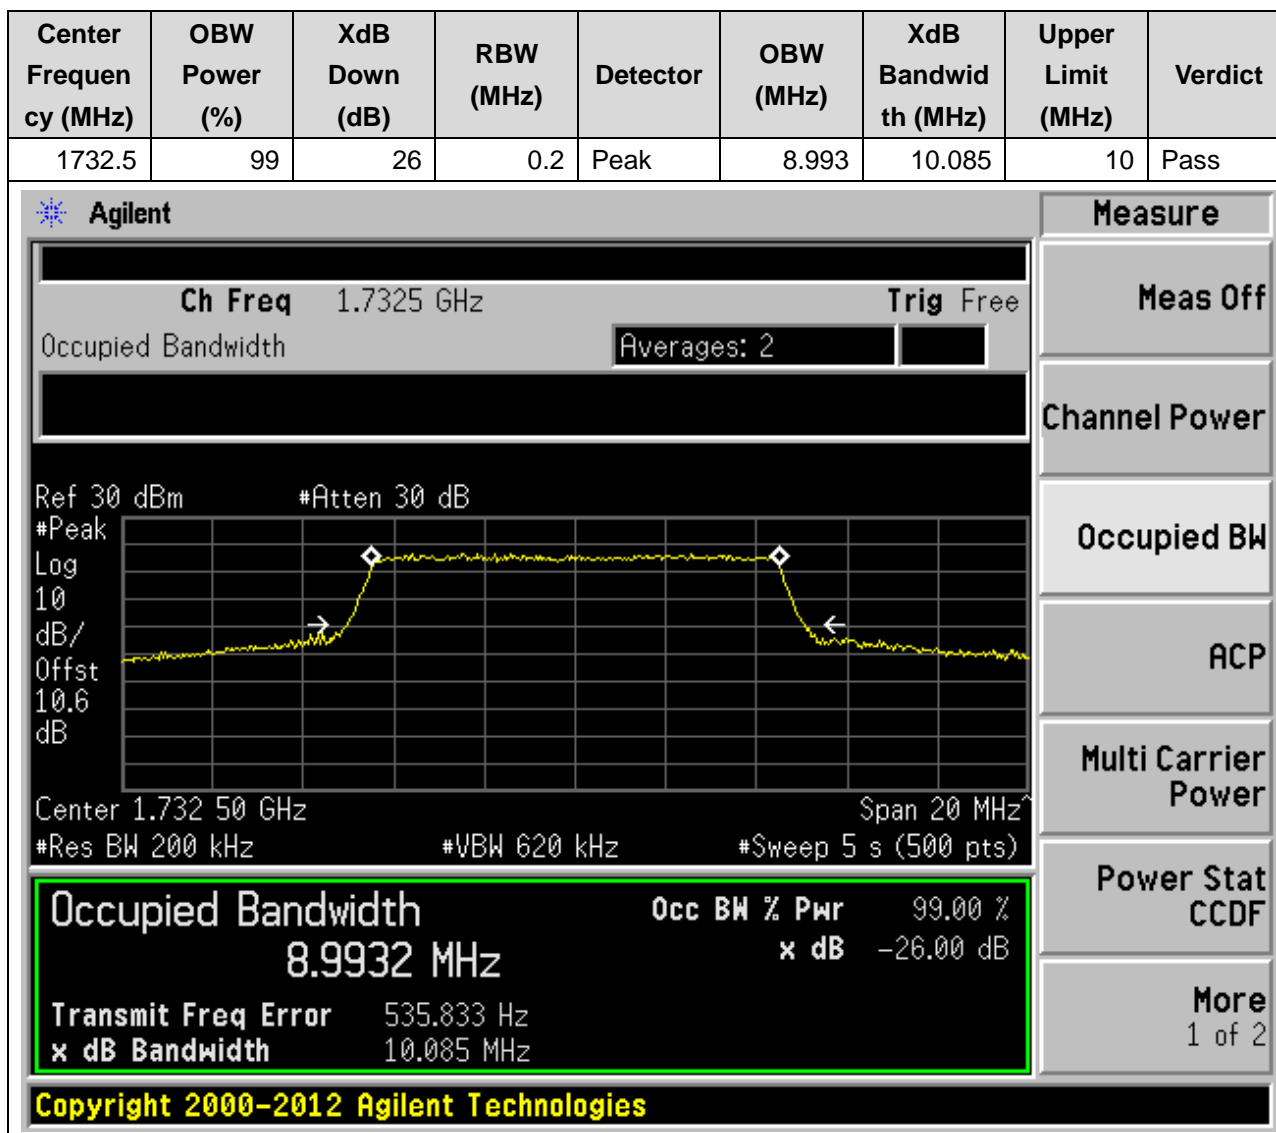 Center Frequen cy (MHz) OBW Power (%) XdB Down (dB) RBW (MHz) Detector OBW (MHz) XdB Bandwid th (MHz) Upper Limit (MHz) Verdict
1732.5 99 26 0.2 Peak 8.993 10.085 10 Pass
Agilent
Measure
Ch Freq 1.7325 GHz Trig Free
Meas Off
Occupied Bandwidth Averages: 2
Channel Power
Ref 30 dBm #Atten 30 dB
#Peak
Log
10
dB/
Offst
10.6
dB
Occupied BW
ACP
Multi Carrier
Power
Center 1.732 50 GHz Span 20 MHz^
#Res BW 200 kHz #VBW 620 kHz #Sweep 5 s (500 pts)
Power Stat
CCDF
Occupied Bandwidth Occ BW % Pwr 99.00 %
8.9932 MHz x dB -26.00 dB
Transmit Freq Error 535.833 Hz
x dB Bandwidth 10.085 MHz
More
1 of 2
Copyright 2000-2012 Agilent Technologies